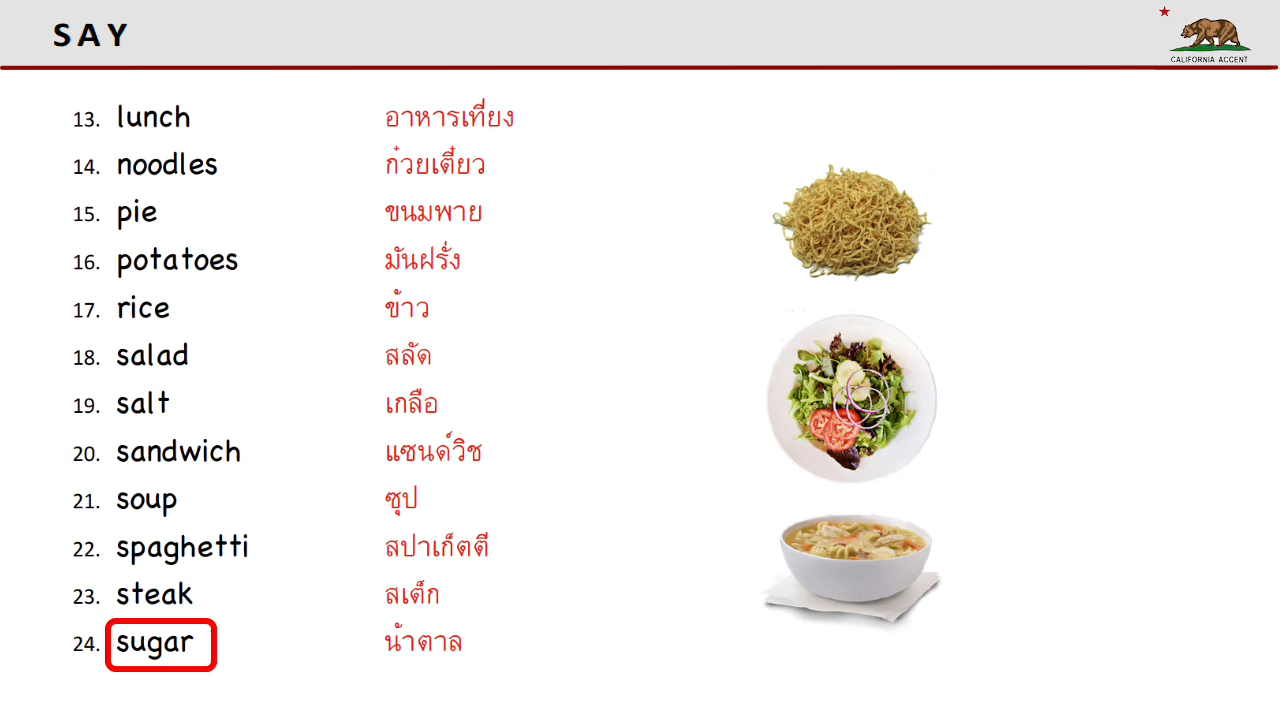 SAY
CALIFORNIA ACCENT
13. lunch อาหารเที่ยง
14. noodles ก๋วยเตี๋ยว
15. pie ขนมพาย
16. potatoes มันฝรั่ง
17. rice ข้าว
18. salad สลัด
19. salt เกลือ
20. sandwich แซนด์วิช
21. soup ซุป
22. spaghetti สปาเก็ตตี
23. steak สเต็ก
24. sugar น้ำตาล